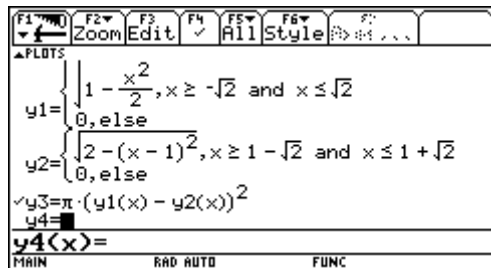 F1 F2 F3 F4 F5 F6 F7
Zoom Edit ✓ All Style
▲PLOTS
y1={√(1 - x²/2), x ≥ -√2 and x ≤ √2
0, else
y2={√(2 - (x - 1)²), x ≥ 1 - √2 and x ≤ 1 + √2
0, else
✓y3=π·(y1(x) - y2(x))²
y4=
y4(x)=
MAIN RAD AUTO FUNC